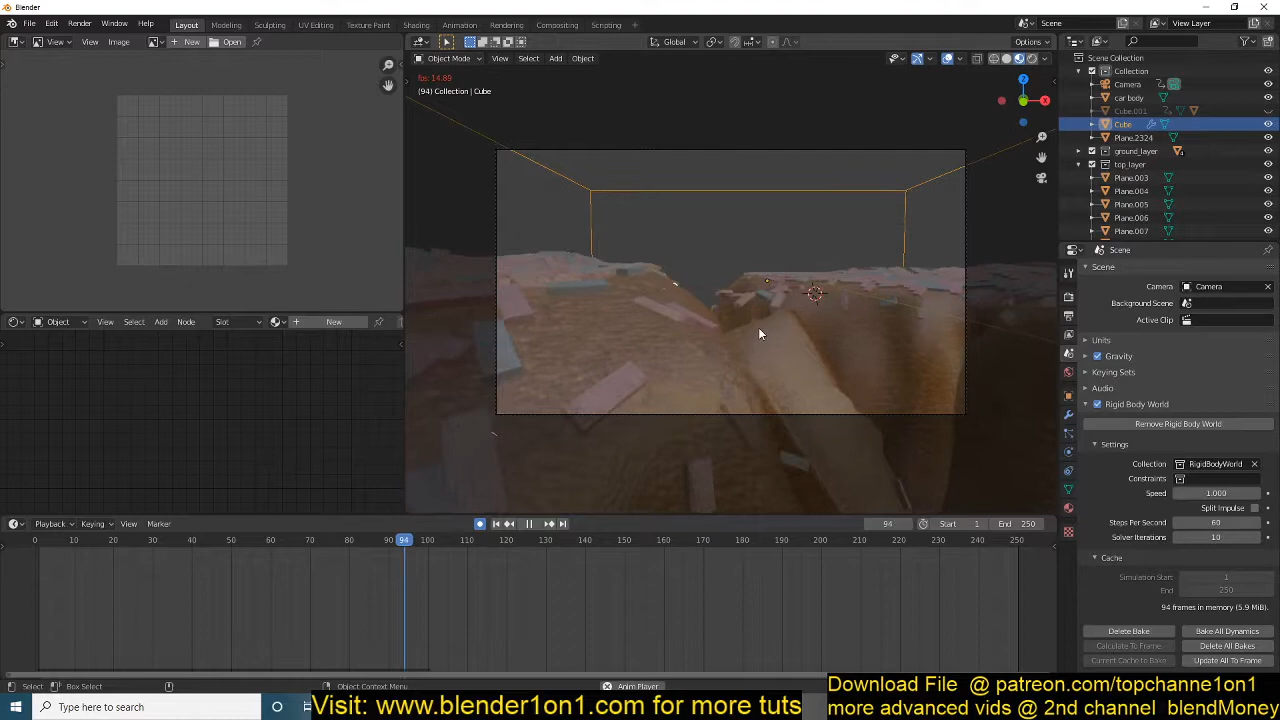 Blender
File Edit Render Window Help Layout Modeling Sculpting UV Editing Texture Paint Shading Animation Rendering Compositing Scripting + Scene View Layer
View View Image New Open Global Options
Object Mode View Select Add Object
fps: 14.89
(94) Collection | Cube
Z
X
Scene Collection
Collection
Camera
car body
Cube.001
Cube
Plane.2324
ground_layer
top_layer
Plane.003
Plane.004
Plane.005
Plane.006
Plane.007
Scene
Scene
Camera Camera
Background Scene
Active Clip
Units
Gravity
Keying Sets
Audio
Rigid Body World
Remove Rigid Body World
Settings
Collection RigidBodyWorld
Constraints
Speed 1.000
Split Impulse
Steps Per Second 60
Solver Iterations 10
Cache
Simulation Start 1
End 250
94 frames in memory (5.9 MiB).
Delete Bake Bake All Dynamics
Calculate To Frame Delete All Bakes
Current Cache to Bake Update All To Frame
Object View Select Add Node Slot New
Playback Keying View Marker 94 Start 1 End 250
0 10 20 30 40 50 60 70 80 90 94 100 110 120 130 140 150 160 170 180 190 200 210 220 230 240 250
Select Box Select Object Context Menu Anim Player
Type here to search
Visit: www.blender1on1.com for more tuts
Download File @ patreon.com/topchanne1on1
more advanced vids @ 2nd channel blendMoney